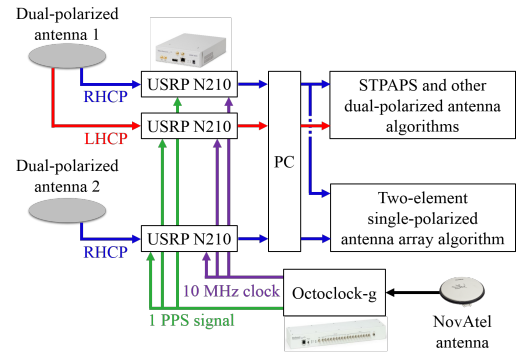 Dual-polarized
antenna 1
RHCP
LHCP
USRP N210
USRP N210
Dual-polarized
antenna 2
RHCP
USRP N210
PC
STPAPS and other
dual-polarized antenna
algorithms
Two-element
single-polarized
antenna array algorithm
10 MHz clock
1 PPS signal
Octoclock-g
NovAtel
antenna